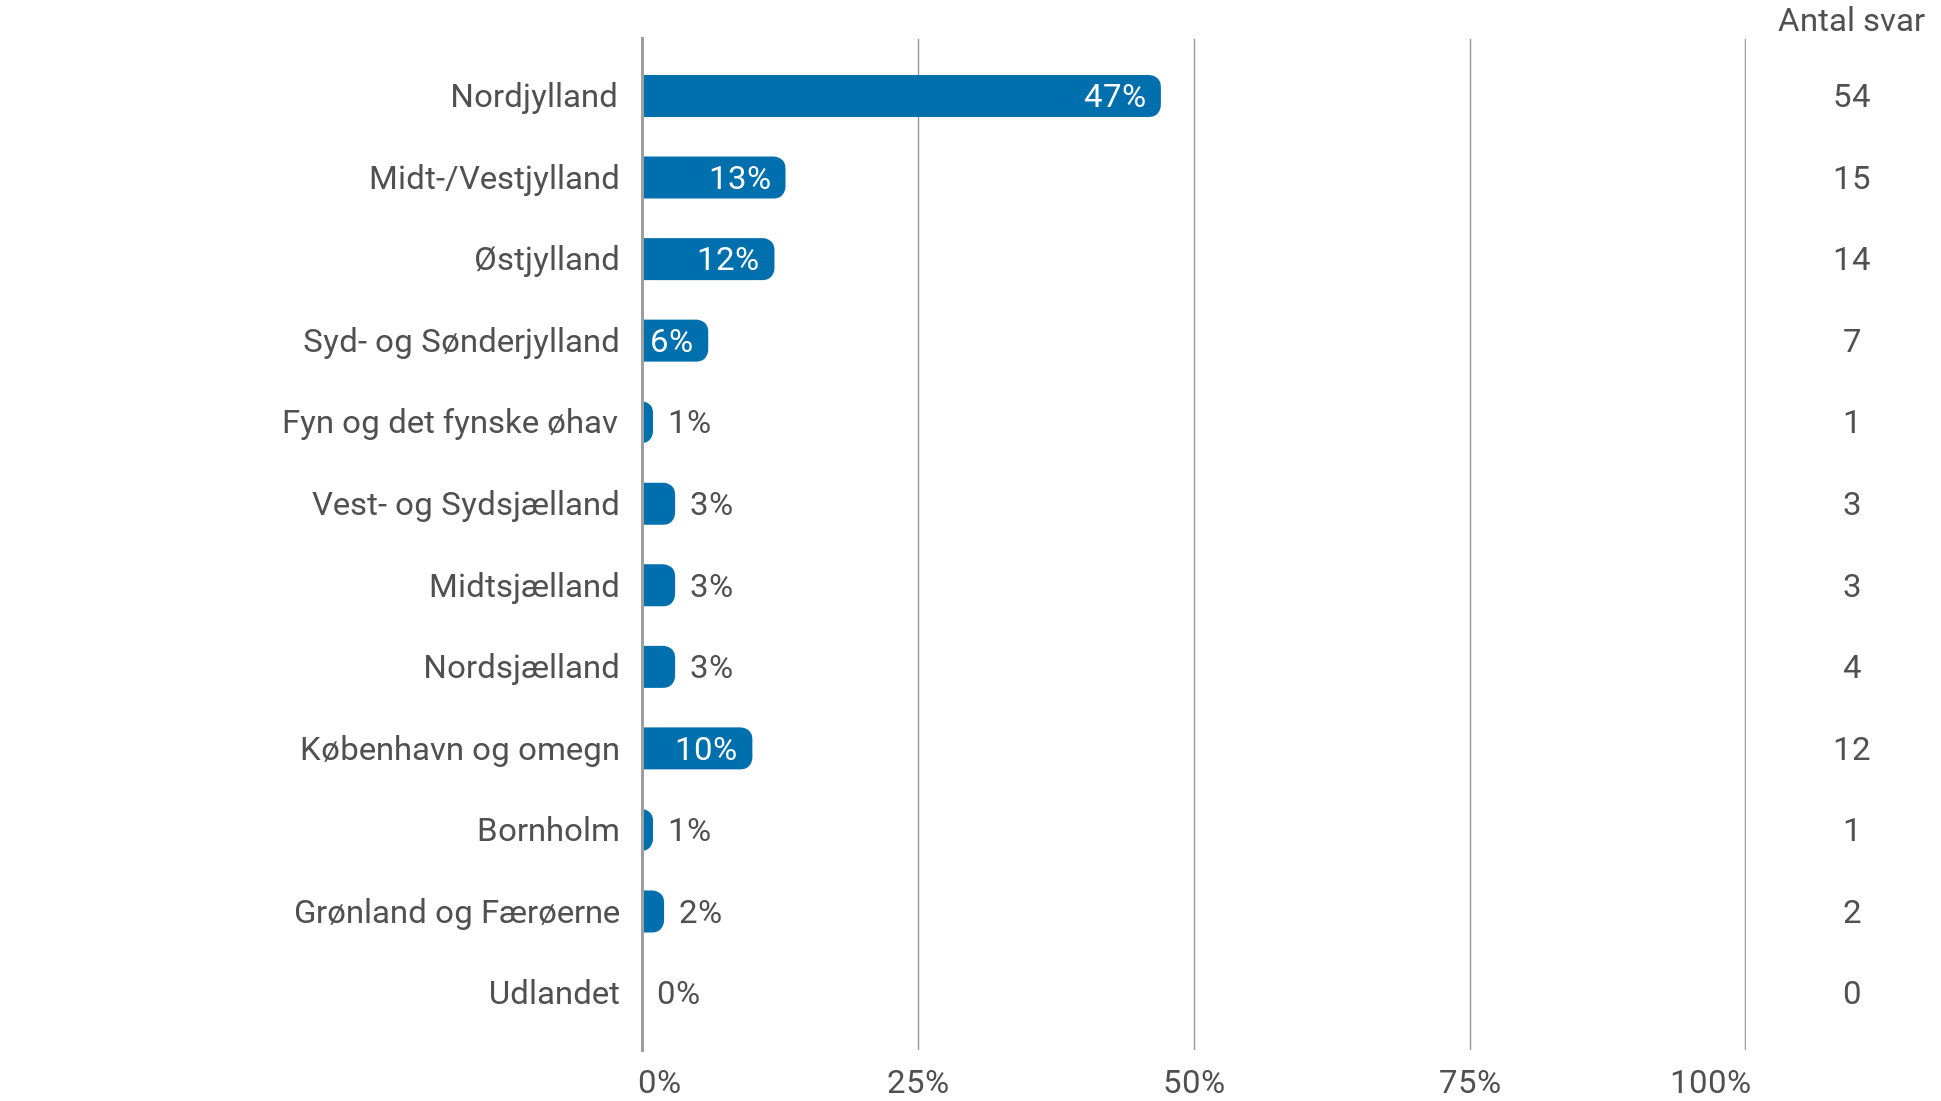 Antal svar
Nordjylland 47% 54
Midt-/Vestjylland 13% 15
Østjylland 12% 14
Syd- og Sønderjylland 6% 7
Fyn og det fynske øhav 1% 1
Vest- og Sydsjælland 3% 3
Midtsjælland 3% 3
Nordsjælland 3% 4
København og omegn 10% 12
Bornholm 1% 1
Grønland og Færøerne 2% 2
Udlandet 0% 0
0% 25% 50% 75% 100%